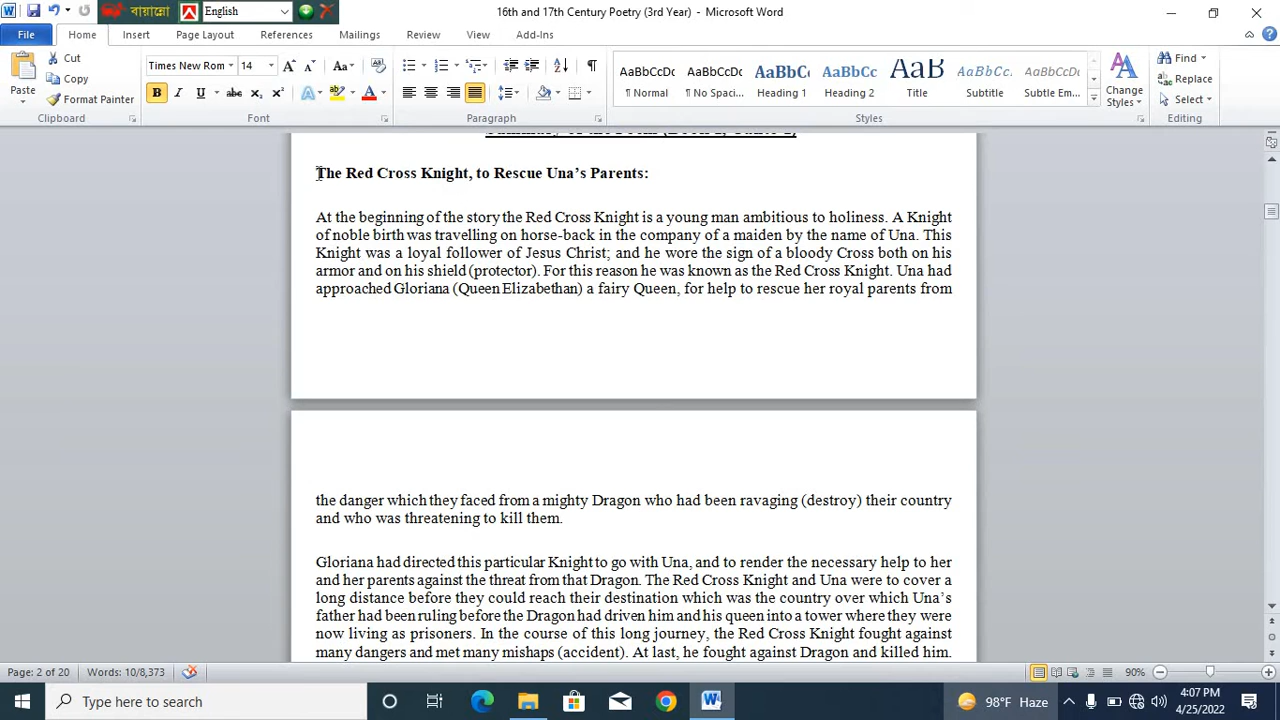 বায়ান্নো English 16th and 17th Century Poetry (3rd Year) - Microsoft Word
File Home Insert Page Layout References Mailings Review View Add-Ins
Paste Cut Copy Format Painter Clipboard
Times New Rom 14 Aa B I U abc x₂ x² A ab A Font
Paragraph
AaBbCcDc ¶ Normal AaBbCcDc ¶ No Spaci... AaBbCc Heading 1 AaBbCc Heading 2 AaB Title AaBbCc. Subtitle AaBbCcDc Subtle Em... Change Styles Styles
Find Replace Select Editing
The Red Cross Knight, to Rescue Una's Parents:
At the beginning of the story the Red Cross Knight is a young man ambitious to holiness. A Knight
of noble birth was travelling on horse-back in the company of a maiden by the name of Una. This
Knight was a loyal follower of Jesus Christ; and he wore the sign of a bloody Cross both on his
armor and on his shield (protector). For this reason he was known as the Red Cross Knight. Una had
approached Gloriana (Queen Elizabethan) a fairy Queen, for help to rescue her royal parents from
the danger which they faced from a mighty Dragon who had been ravaging (destroy) their country
and who was threatening to kill them.
Gloriana had directed this particular Knight to go with Una, and to render the necessary help to her
and her parents against the threat from that Dragon. The Red Cross Knight and Una were to cover a
long distance before they could reach their destination which was the country over which Una's
father had been ruling before the Dragon had driven him and his queen into a tower where they were
now living as prisoners. In the course of this long journey, the Red Cross Knight fought against
many dangers and met many mishaps (accident). At last, he fought against Dragon and killed him.
Page: 2 of 20 Words: 10/8,373 90%
Type here to search 98°F Haze 4:07 PM
4/25/2022